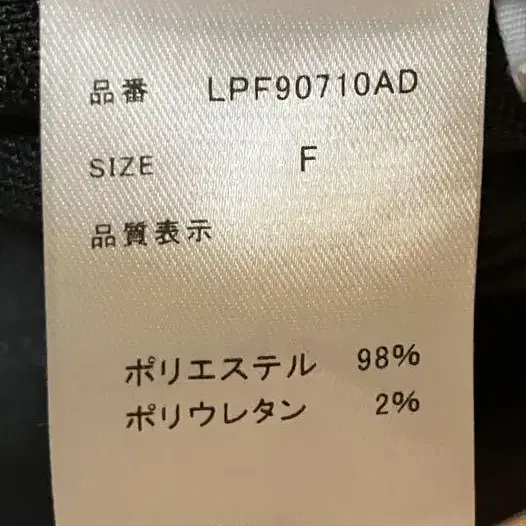 品番 LPF90710AD
SIZE F
品質表示
ポリエステル 98%
ポリウレタン 2%